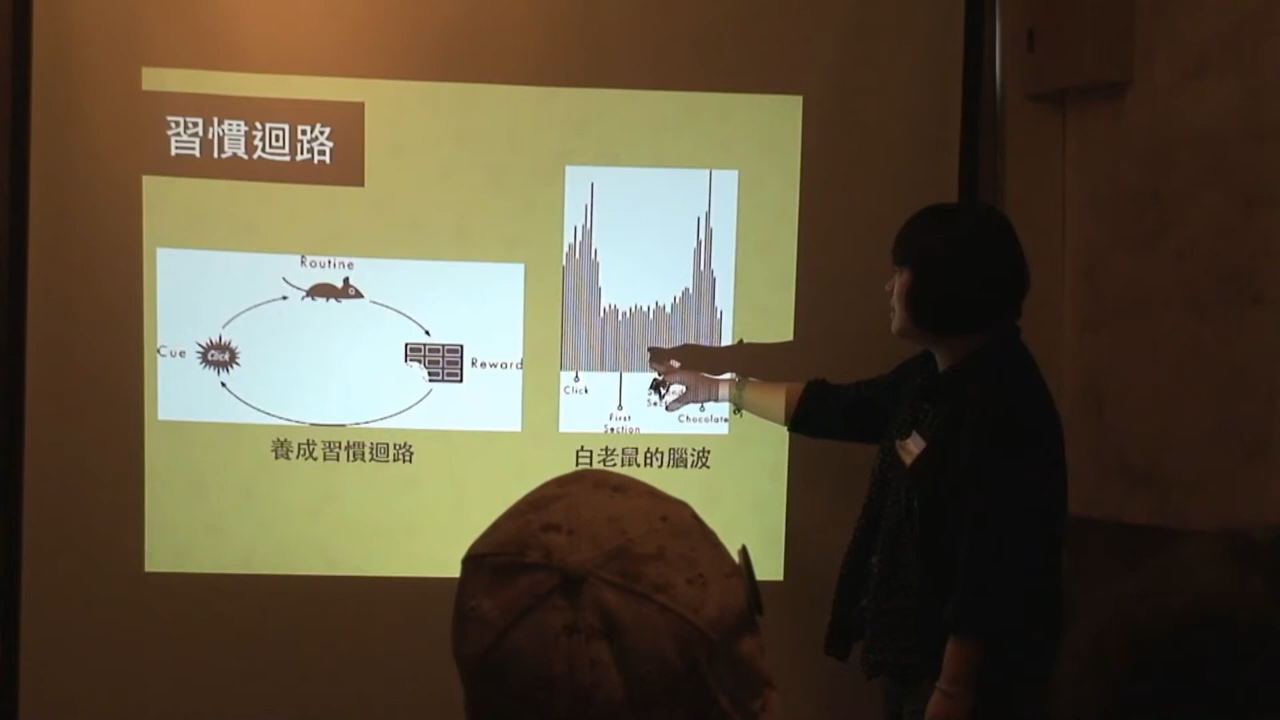 習慣迴路
Routine
Cue
Click
Reward
養成習慣迴路
Click
First
Section
Chocolate
白老鼠的腦波